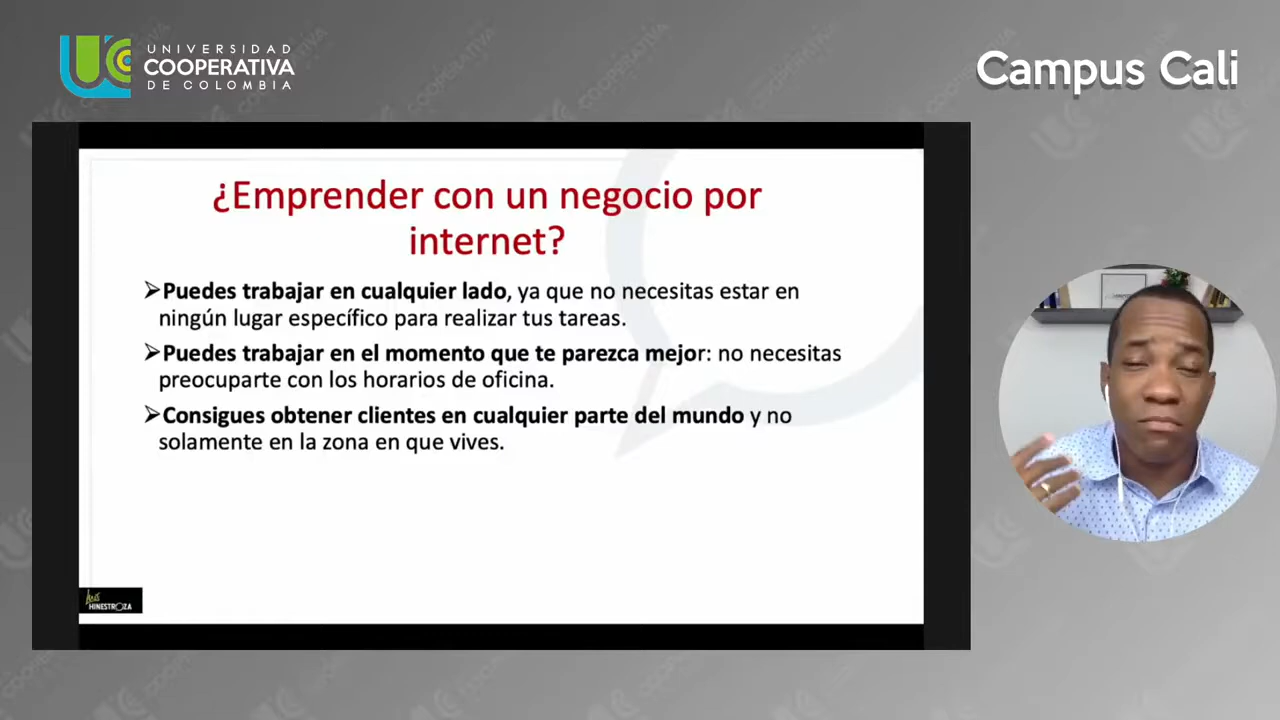 UNIVERSIDAD
COOPERATIVA
DE COLOMBIA
Campus Cali
¿Emprender con un negocio por
internet?
➢Puedes trabajar en cualquier lado, ya que no necesitas estar en
ningún lugar específico para realizar tus tareas.
➢Puedes trabajar en el momento que te parezca mejor: no necesitas
preocuparte con los horarios de oficina.
➢Consigues obtener clientes en cualquier parte del mundo y no
solamente en la zona en que vives.
HINESTROZA